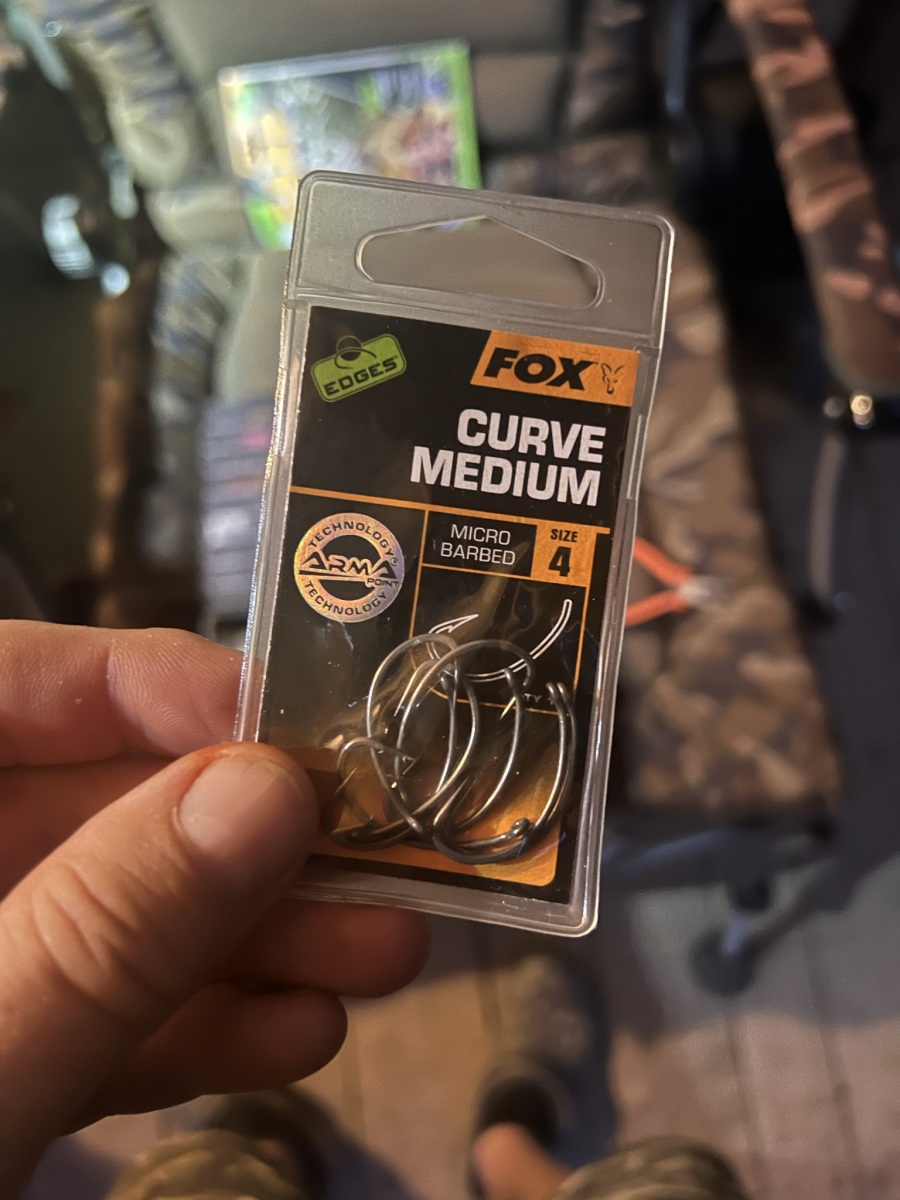 EDGES
FOX
CURVE
MEDIUM
TECHNOLOGY
ARMA
POINT
TECHNOLOGY
MICRO
BARBED
SIZE
4